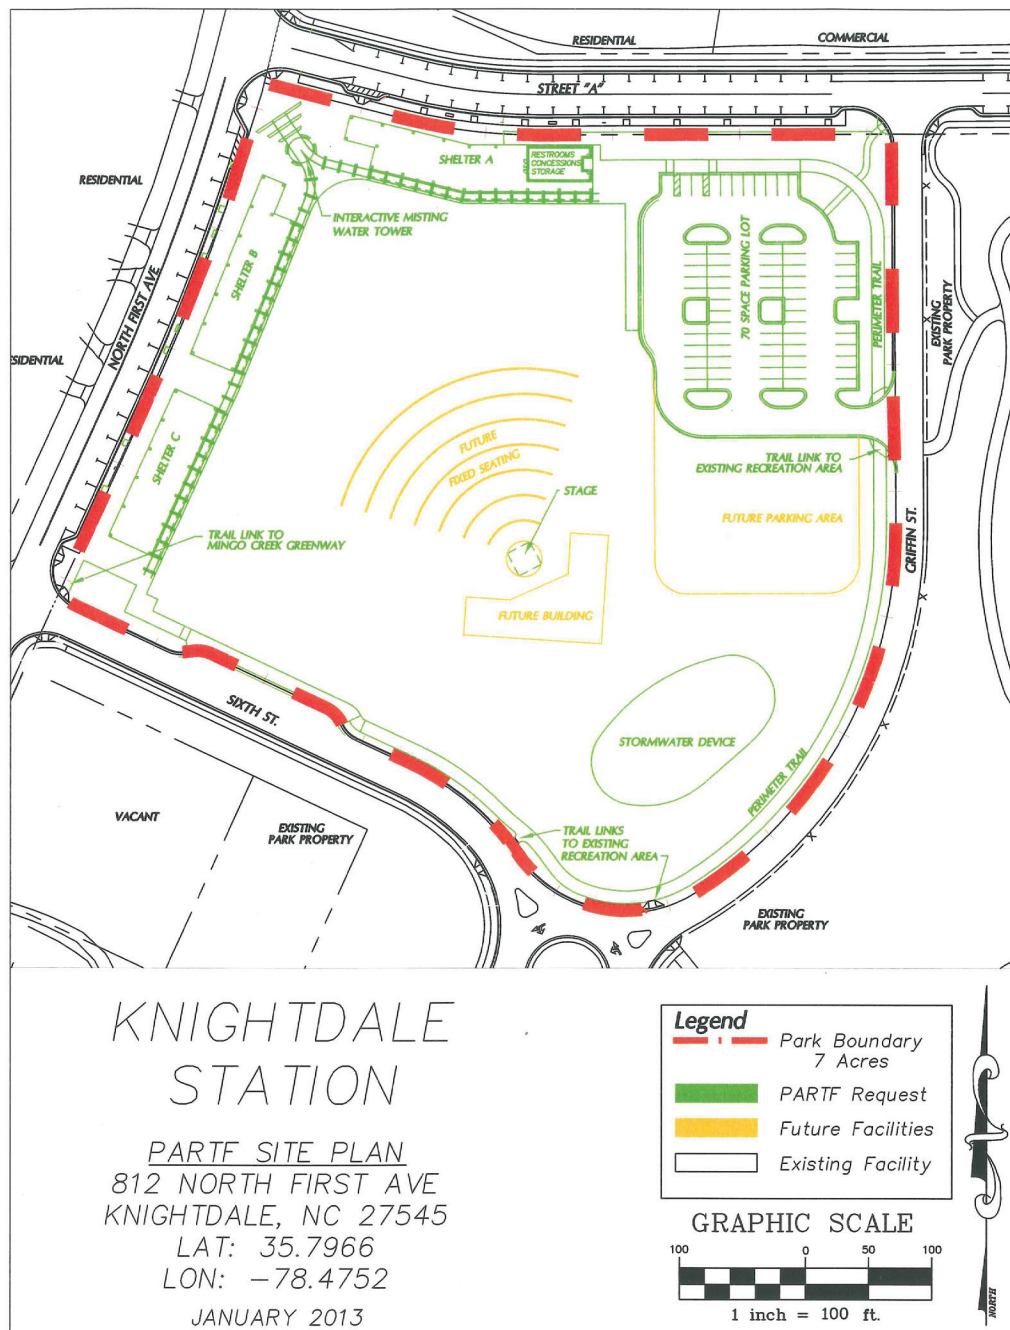 RESIDENTIAL
COMMERCIAL
STREET "A"
SHELTER A
RESTROOMS
CONCESSIONS
STORAGE
RESIDENTIAL
INTERACTIVE MISTING
WATER TOWER
SHELTER B
NORTH FIRST AVE.
70 SPACE PARKING LOT
PERIMETER TRAIL
EXISTING
PARK PROPERTY
SIDENTIAL
SHELTER C
FUTURE
FIXED SEATING
STAGE
TRAIL LINK TO
EXISTING RECREATION AREA
FUTURE PARKING AREA
GRIFFIN ST.
TRAIL LINK TO
MINGO CREEK GREENWAY
FUTURE BUILDING
SIXTH ST.
STORMWATER DEVICE
PERIMETER TRAIL
VACANT
EXISTING
PARK PROPERTY
TRAIL LINKS
TO EXISTING
RECREATION AREA
EXISTING
PARK PROPERTY
KNIGHTDALE
STATION
PARTF SITE PLAN
812 NORTH FIRST AVE
KNIGHTDALE, NC 27545
LAT: 35.7966
LON: -78.4752
JANUARY 2013
Legend
Park Boundary
7 Acres
PARTF Request
Future Facilities
Existing Facility
GRAPHIC SCALE
100 0 50 100
1 inch = 100 ft.
NORTH